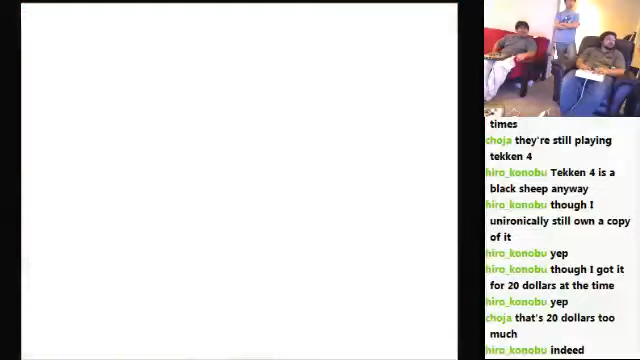 times
choja they're still playing
tekken 4
hiro_konobu Tekken 4 is a
black sheep anyway
hiro_konobu though I
unironically still own a copy
of it
hiro_konobu yep
hiro_konobu though I got it
for 20 dollars at the time
hiro_konobu yep
choja that's 20 dollars too
much
hiro_konobu indeed